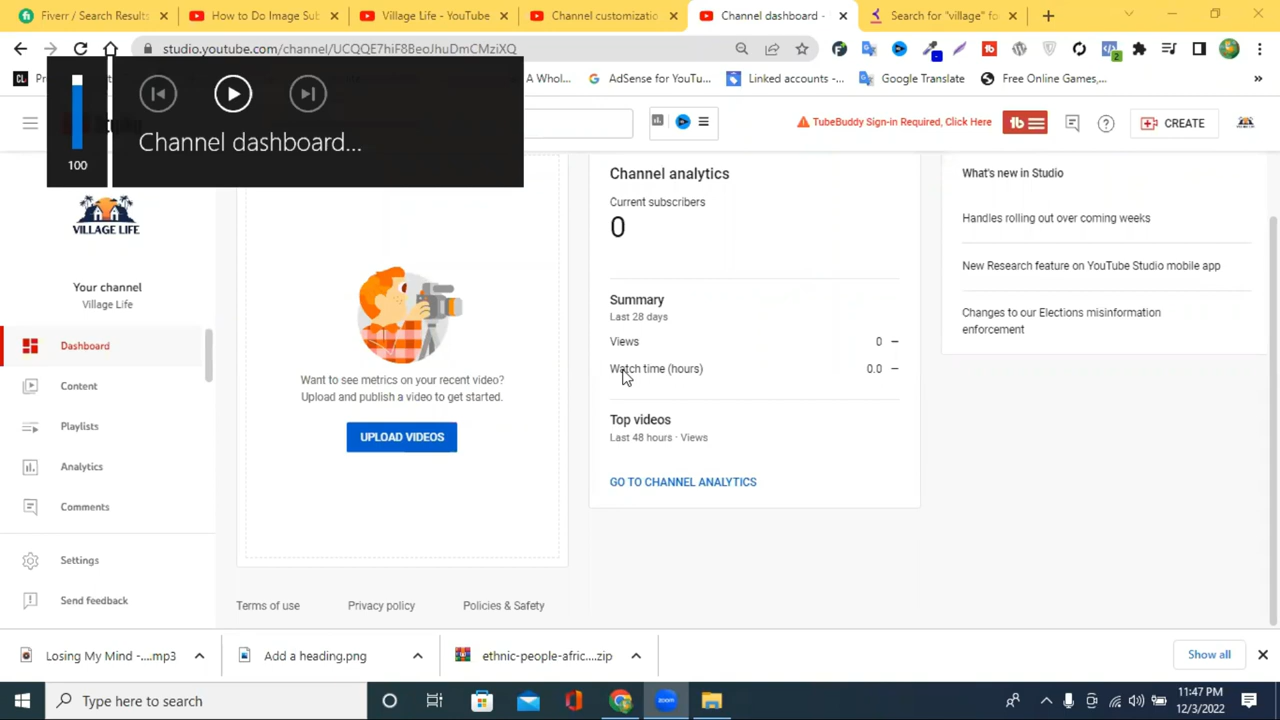 Fiverr / Search Results
How to Do Image Sub
Village Life - YouTube
Channel customizatio
Channel dashboard -
Search for "village" fo
studio.youtube.com/channel/UCQQE7hiF8BeoJhuDmCMziXQ
2
CL
A Whol...
AdSense for YouTu...
Linked accounts -...
Google Translate
Free Online Games,...
Channel dashboard...
100
TubeBuddy Sign-in Required, Click Here
tb
CREATE
VILLAGE LIFE
Your channel
Village Life
Dashboard
Content
Playlists
Analytics
Comments
Settings
Send feedback
Want to see metrics on your recent video?
Upload and publish a video to get started.
UPLOAD VIDEOS
Channel analytics
Current subscribers
0
Summary
Last 28 days
Views 0 —
Watch time (hours) 0.0 —
Top videos
Last 48 hours · Views
GO TO CHANNEL ANALYTICS
What's new in Studio
Handles rolling out over coming weeks
New Research feature on YouTube Studio mobile app
Changes to our Elections misinformation
enforcement
Terms of use
Privacy policy
Policies & Safety
Losing My Mind -....mp3
Add a heading.png
ethnic-people-afric....zip
Show all
Type here to search
zoom
11:47 PM
12/3/2022